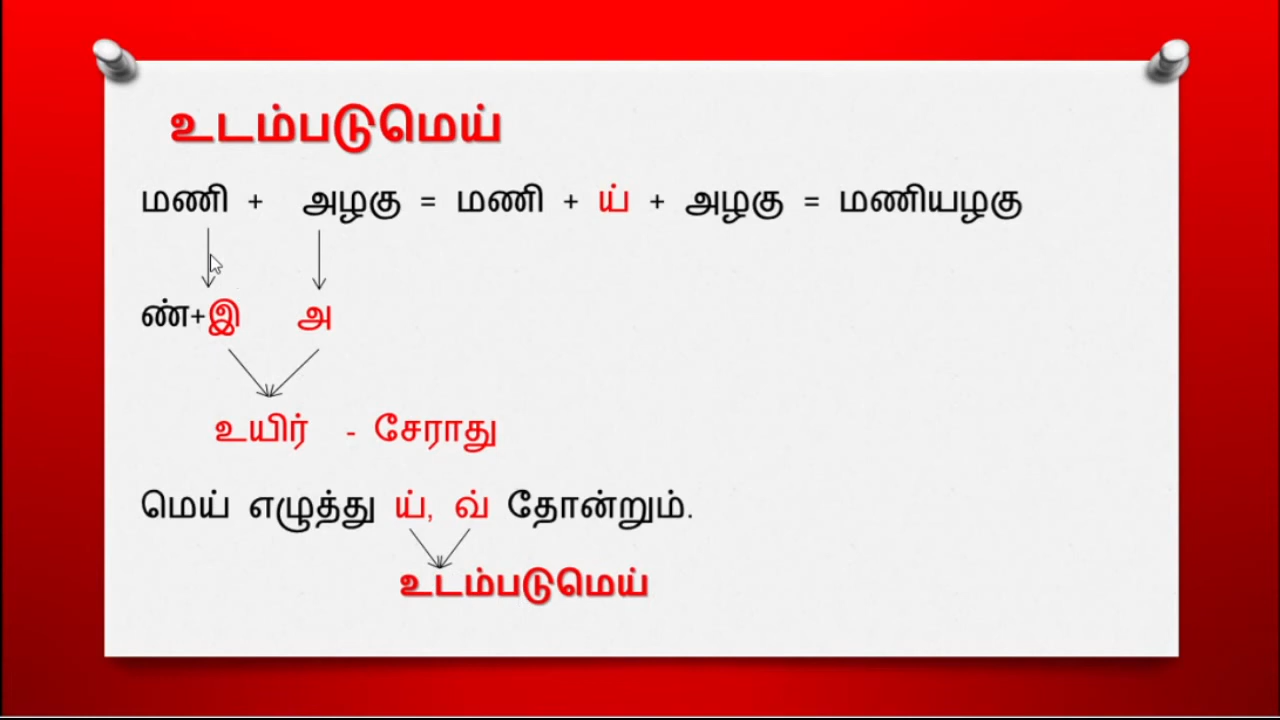 உடம்படுமெய்
மணி + அழகு = மணி + ய் + அழகு = மணியழகு
ண்+இ அ
உயிர் - சேராது
மெய் எழுத்து ய், வ் தோன்றும்.
உடம்படுமெய்